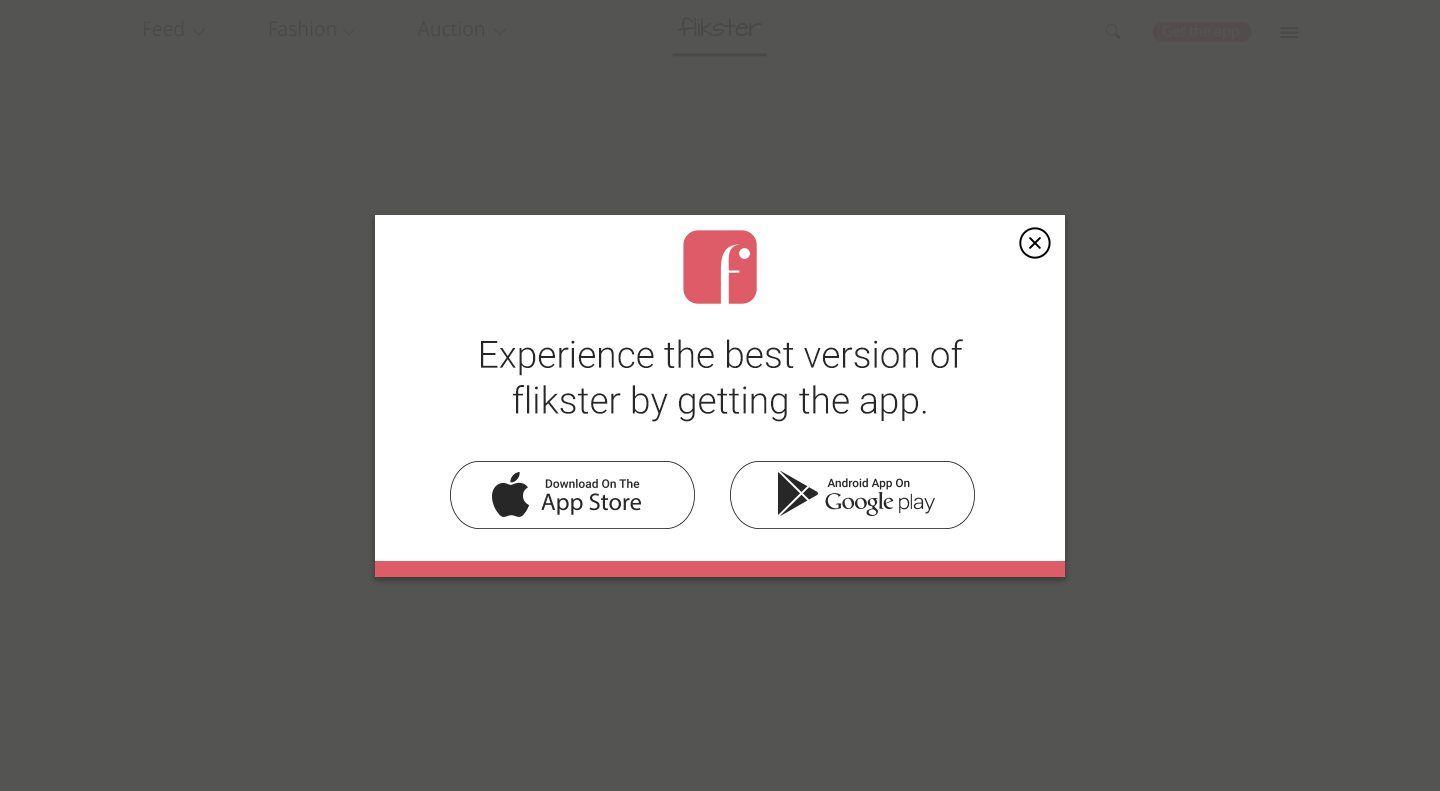 Feed
Fashion
Auction
flikster
Get the app
Experience the best version of
flikster by getting the app.
Download On The
App Store
Android App On
Google play